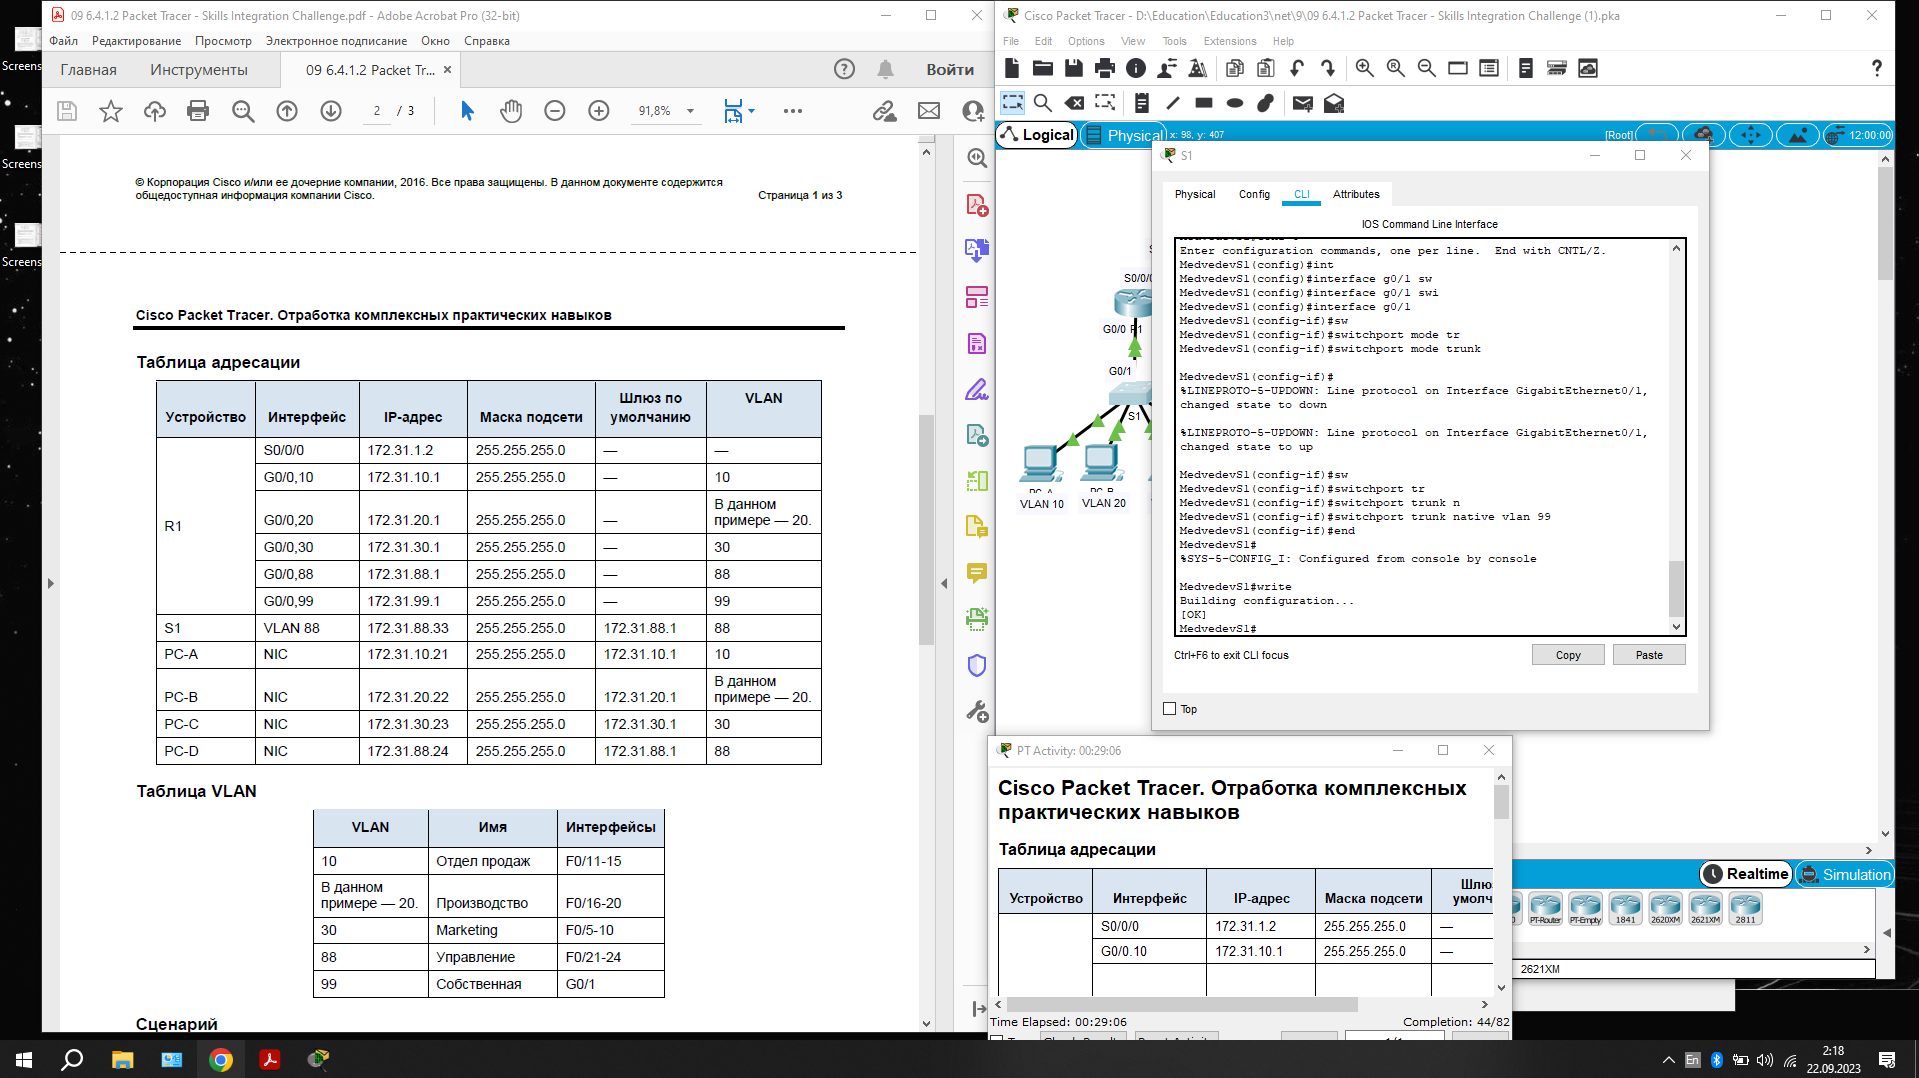 Screens
Screens
Screens
09 6.4.1.2 Packet Tracer - Skills Integration Challenge.pdf - Adobe Acrobat Pro (32-bit)
Файл Редактирование Просмотр Электронное подписание Окно Справка
Главная Инструменты 09 6.4.1.2 Packet Tr... × Войти
2 / 3 91,8%
© Корпорация Cisco и/или ее дочерние компании, 2016. Все права защищены. В данном документе содержится
общедоступная информация компании Cisco. Страница 1 из 3
Cisco Packet Tracer. Отработка комплексных практических навыков
Таблица адресации
Устройство Интерфейс IP-адрес Маска подсети Шлюз по умолчанию VLAN
R1 S0/0/0 172.31.1.2 255.255.255.0 — —
G0/0,10 172.31.10.1 255.255.255.0 — 10
G0/0,20 172.31.20.1 255.255.255.0 — В данном примере — 20.
G0/0,30 172.31.30.1 255.255.255.0 — 30
G0/0,88 172.31.88.1 255.255.255.0 — 88
G0/0,99 172.31.99.1 255.255.255.0 — 99
S1 VLAN 88 172.31.88.33 255.255.255.0 172.31.88.1 88
PC-A NIC 172.31.10.21 255.255.255.0 172.31.10.1 10
PC-B NIC 172.31.20.22 255.255.255.0 172.31.20.1 В данном примере — 20.
PC-C NIC 172.31.30.23 255.255.255.0 172.31.30.1 30
PC-D NIC 172.31.88.24 255.255.255.0 172.31.88.1 88
Таблица VLAN
VLAN Имя Интерфейсы
10 Отдел продаж F0/11-15
В данном примере — 20. Производство F0/16-20
30 Marketing F0/5-10
88 Управление F0/21-24
99 Собственная G0/1
Сценарий
Cisco Packet Tracer - D:\Education\Education3\net\9\09 6.4.1.2 Packet Tracer - Skills Integration Challenge (1).pka
File Edit Options View Tools Extensions Help
Logical Physical x: 98, y: 407 [Root] 12:00:00
S0/0/0
G0/0 R1
G0/1
S1
PC-A
VLAN 10
PC-B
VLAN 20
S1
Physical Config CLI Attributes
IOS Command Line Interface
Enter configuration commands, one per line. End with CNTL/Z.
MedvedevS1(config)#int
MedvedevS1(config)#interface g0/1 sw
MedvedevS1(config)#interface g0/1 swi
MedvedevS1(config)#interface g0/1
MedvedevS1(config-if)#sw
MedvedevS1(config-if)#switchport mode tr
MedvedevS1(config-if)#switchport mode trunk
MedvedevS1(config-if)#
%LINEPROTO-5-UPDOWN: Line protocol on Interface GigabitEthernet0/1,
changed state to down
%LINEPROTO-5-UPDOWN: Line protocol on Interface GigabitEthernet0/1,
changed state to up
MedvedevS1(config-if)#sw
MedvedevS1(config-if)#switchport tr
MedvedevS1(config-if)#switchport trunk n
MedvedevS1(config-if)#switchport trunk native vlan 99
MedvedevS1(config-if)#end
MedvedevS1#
%SYS-5-CONFIG_I: Configured from console by console
MedvedevS1#write
Building configuration...
[OK]
MedvedevS1#
Ctrl+F6 to exit CLI focus Copy Paste
Top
PT Activity: 00:29:06
Cisco Packet Tracer. Отработка комплексных
практических навыков
Таблица адресации
Устройство Интерфейс IP-адрес Маска подсети
S0/0/0 172.31.1.2 255.255.255.0 —
G0/0.10 172.31.10.1 255.255.255.0 —
Time Elapsed: 00:29:06 Completion: 44/82
1/1
Realtime Simulation
PT-Router PT-Empty 1841 2620XM 2621XM 2811
2621XM
En
2:18
22.09.2023